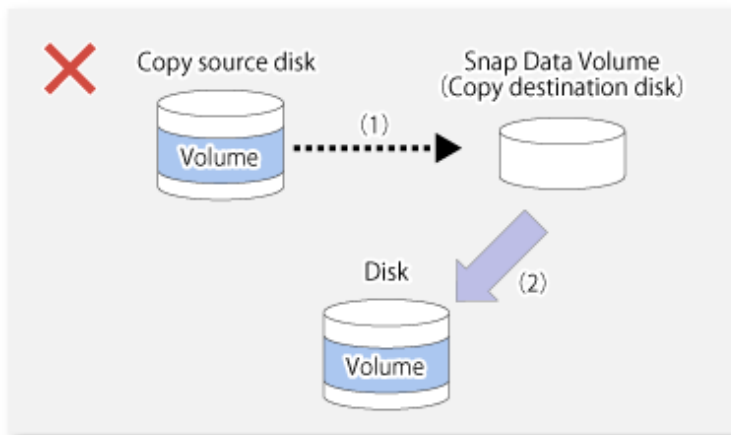 Copy source disk
Snap Data Volume
(Copy destination disk)
(1)
Volume
Disk
(2)
Volume